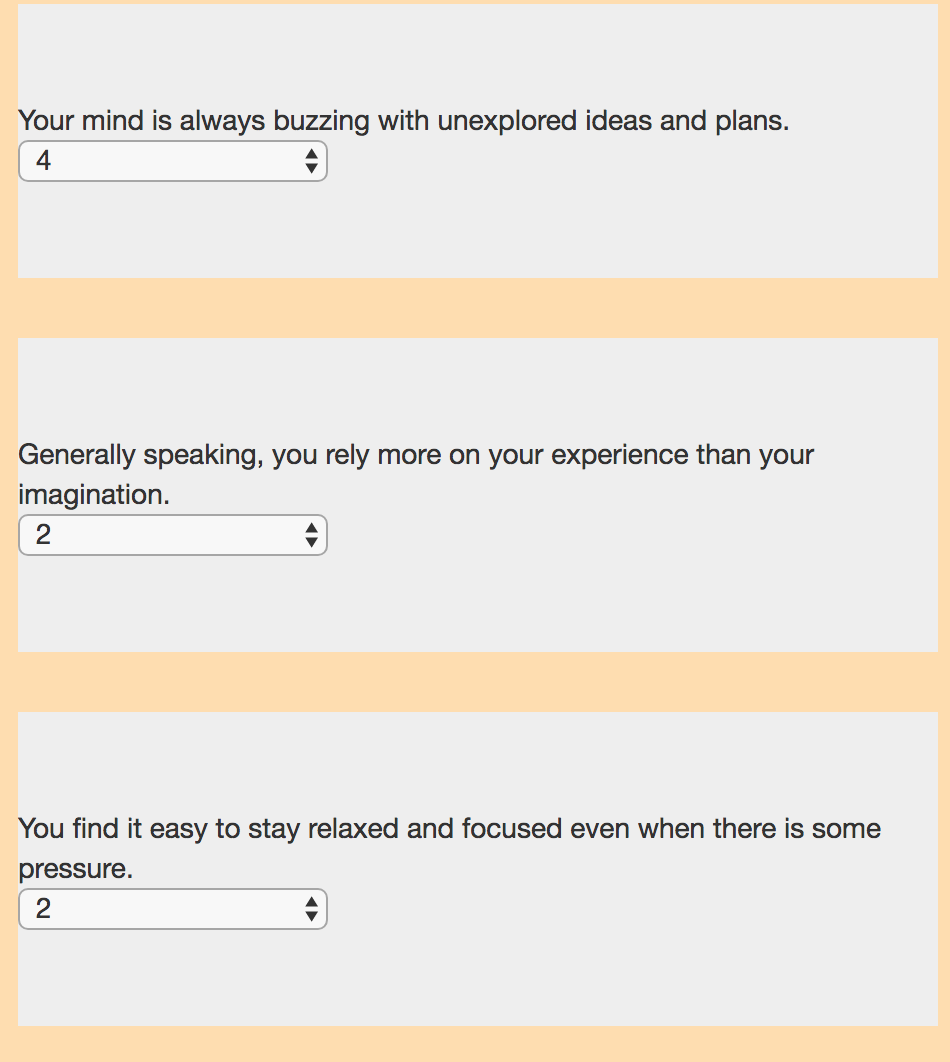 Your mind is always buzzing with unexplored ideas and plans.
4
Generally speaking, you rely more on your experience than your
imagination.
2
You find it easy to stay relaxed and focused even when there is some
pressure.
2